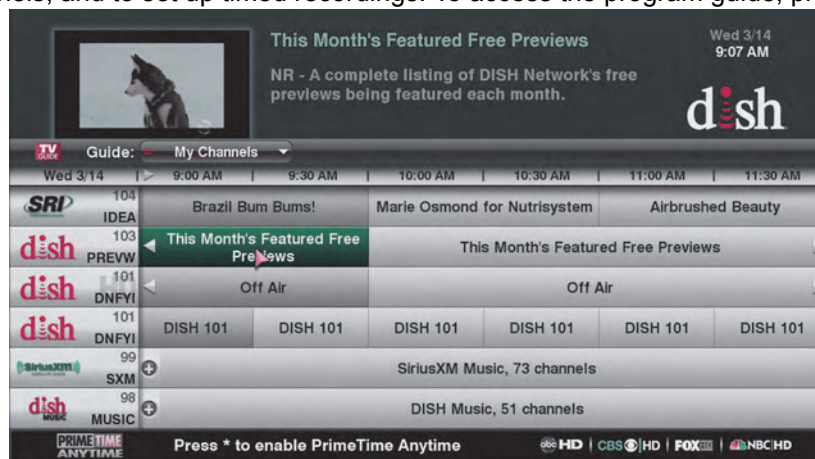 nels, and to set up timed recordings. To access the program guide, pr
This Month's Featured Free Previews
Wed 3/14
9:07 AM
NR - A complete listing of DISH Network's free
previews being featured each month.
dish
TV
GUIDE
Guide: My Channels
Wed 3/14 9:00 AM | 9:30 AM | 10:00 AM | 10:30 AM | 11:00 AM | 11:30 AM
SRI 104 IDEA Brazil Bum Bums! Marie Osmond for Nutrisystem Airbrushed Beauty
dish 103 PREVW This Month's Featured Free Previews This Month's Featured Free Previews
dish HD 101 DNFYI Off Air Off Air
dish 101 DNFYI DISH 101 DISH 101 DISH 101 DISH 101 DISH 101 DISH 101
SiriusXM 99 SXM SiriusXM Music, 73 channels
dish MUSIC 98 MUSIC DISH Music, 51 channels
PRIMETIME ANYTIME Press * to enable PrimeTime Anytime abc HD | CBS HD | FOX HD | NBC HD